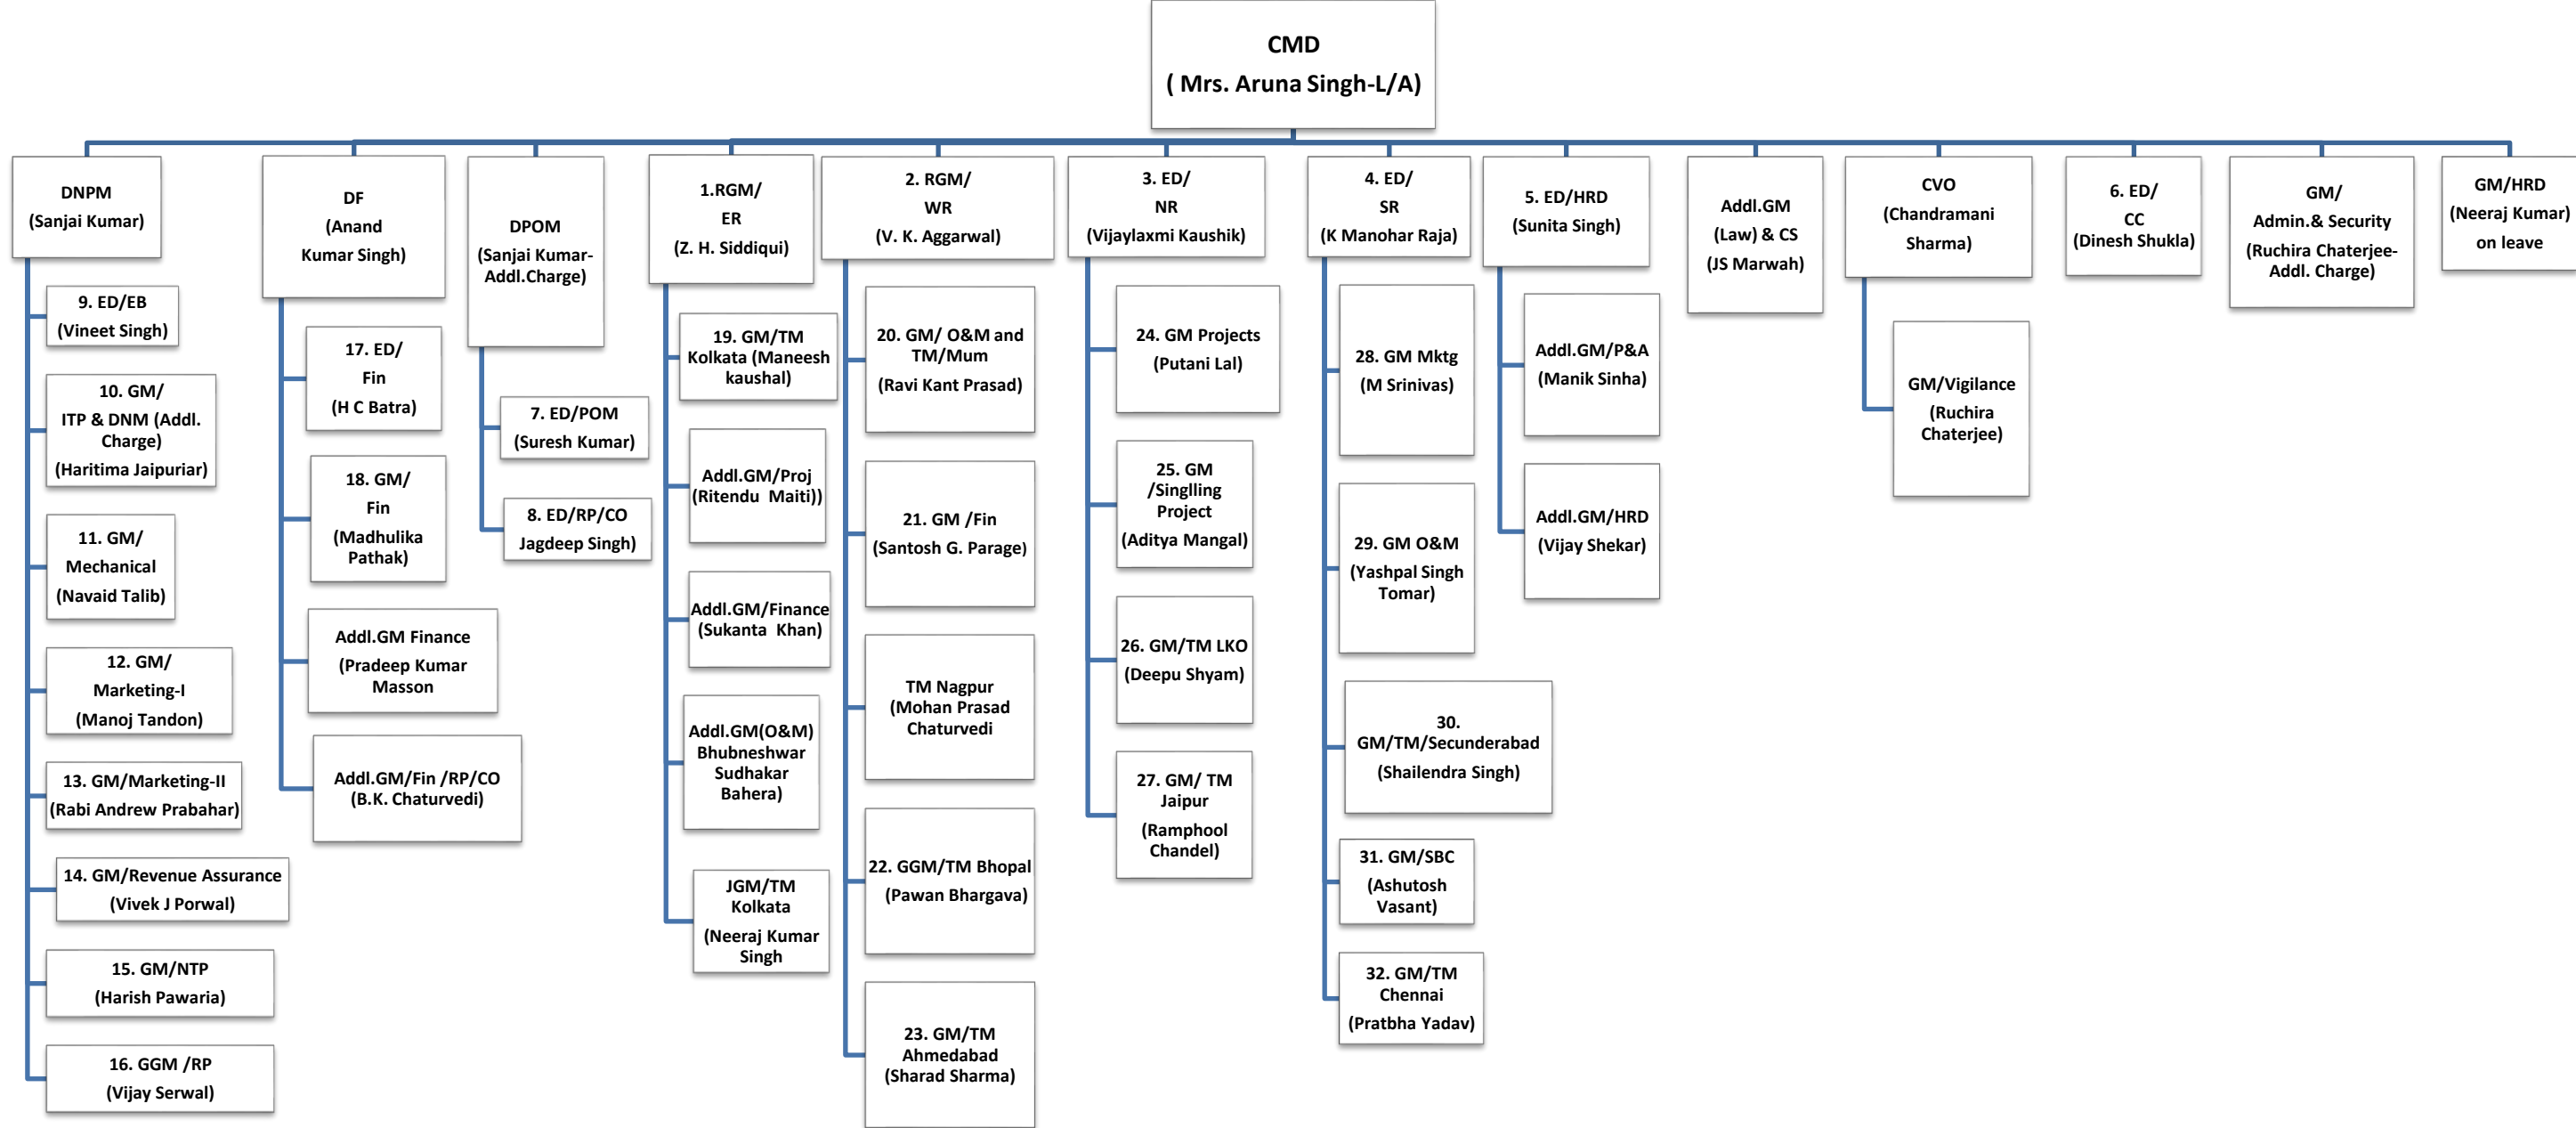 CMD
( Mrs. Aruna Singh-L/A)
DNPM
(Sanjai Kumar)
9. ED/EB
(Vineet Singh)
10. GM/
ITP & DNM (Addl.
Charge)
(Haritima Jaipuriar)
11. GM/
Mechanical
(Navaid Talib)
12. GM/
Marketing-I
(Manoj Tandon)
13. GM/Marketing-II
(Rabi Andrew Prabahar)
14. GM/Revenue Assurance
(Vivek J Porwal)
15. GM/NTP
(Harish Pawaria)
16. GGM /RP
(Vijay Serwal)
DF
(Anand
Kumar Singh)
17. ED/
Fin
(H C Batra)
18. GM/
Fin
(Madhulika
Pathak)
Addl.GM Finance
(Pradeep Kumar
Masson
Addl.GM/Fin /RP/CO
(B.K. Chaturvedi)
DPOM
(Sanjai Kumar-
Addl.Charge)
7. ED/POM
(Suresh Kumar)
8. ED/RP/CO
Jagdeep Singh)
1.RGM/
ER
(Z. H. Siddiqui)
19. GM/TM
Kolkata (Maneesh
kaushal)
Addl.GM/Proj
(Ritendu Maiti))
Addl.GM/Finance
(Sukanta Khan)
Addl.GM(O&M)
Bhubneshwar
Sudhakar
Bahera)
JGM/TM
Kolkata
(Neeraj Kumar
Singh
2. RGM/
WR
(V. K. Aggarwal)
20. GM/ O&M and
TM/Mum
(Ravi Kant Prasad)
21. GM /Fin
(Santosh G. Parage)
TM Nagpur
(Mohan Prasad
Chaturvedi
22. GGM/TM Bhopal
(Pawan Bhargava)
23. GM/TM
Ahmedabad
(Sharad Sharma)
3. ED/
NR
(Vijaylaxmi Kaushik)
24. GM Projects
(Putani Lal)
25. GM
/Singlling
Project
(Aditya Mangal)
26. GM/TM LKO
(Deepu Shyam)
27. GM/ TM
Jaipur
(Ramphool
Chandel)
4. ED/
SR
(K Manohar Raja)
28. GM Mktg
(M Srinivas)
29. GM O&M
(Yashpal Singh
Tomar)
30.
GM/TM/Secunderabad
(Shailendra Singh)
31. GM/SBC
(Ashutosh
Vasant)
32. GM/TM
Chennai
(Pratbha Yadav)
5. ED/HRD
(Sunita Singh)
Addl.GM/P&A
(Manik Sinha)
Addl.GM/HRD
(Vijay Shekar)
Addl.GM
(Law) & CS
(JS Marwah)
CVO
(Chandramani
Sharma)
GM/Vigilance
(Ruchira
Chaterjee)
6. ED/
CC
(Dinesh Shukla)
GM/
Admin.& Security
(Ruchira Chaterjee-
Addl. Charge)
GM/HRD
(Neeraj Kumar)
on leave